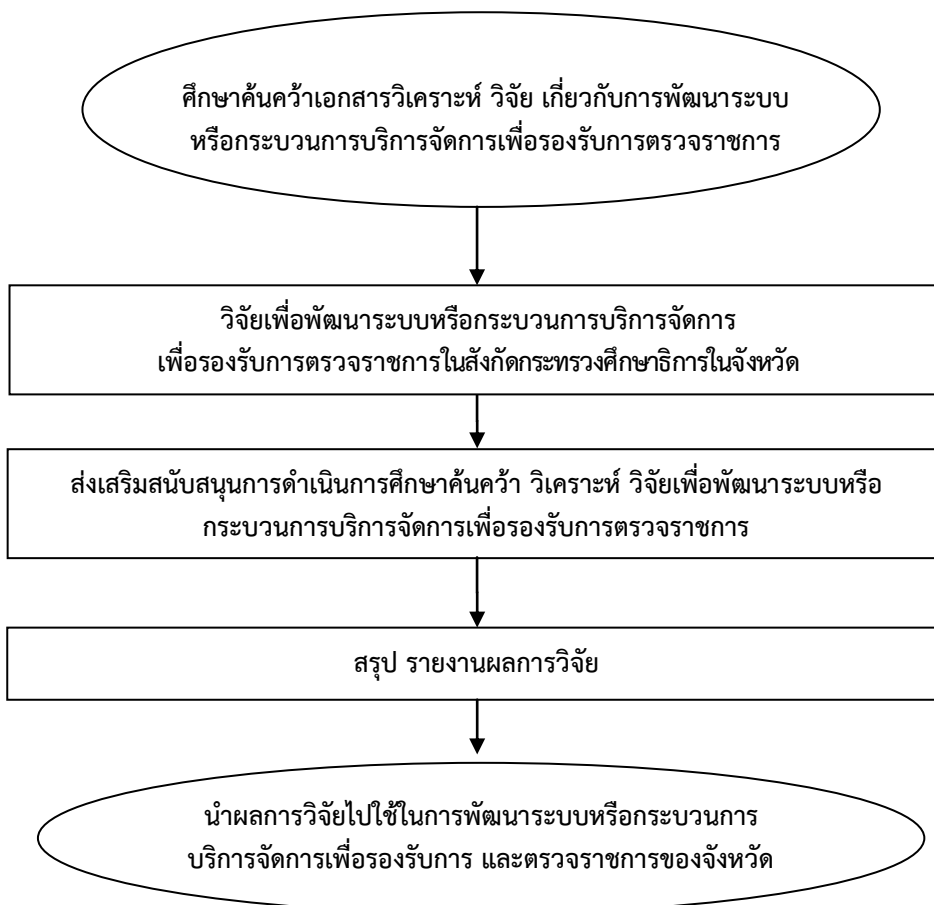 ศึกษาค้นคว้าเอกสารวิเคราะห์ วิจัย เกี่ยวกับการพัฒนาระบบ
หรือกระบวนการบริการจัดการเพื่อรองรับการตรวจราชการ
วิจัยเพื่อพัฒนาระบบหรือกระบวนการบริการจัดการ
เพื่อรองรับการตรวจราชการในสังกัดกระทรวงศึกษาธิการในจังหวัด
ส่งเสริมสนับสนุนการดำเนินการศึกษาค้นคว้า วิเคราะห์ วิจัยเพื่อพัฒนาระบบหรือ
กระบวนการบริการจัดการเพื่อรองรับการตรวจราชการ
สรุป รายงานผลการวิจัย
นำผลการวิจัยไปใช้ในการพัฒนาระบบหรือกระบวนการ
บริการจัดการเพื่อรองรับการ และตรวจราชการของจังหวัด